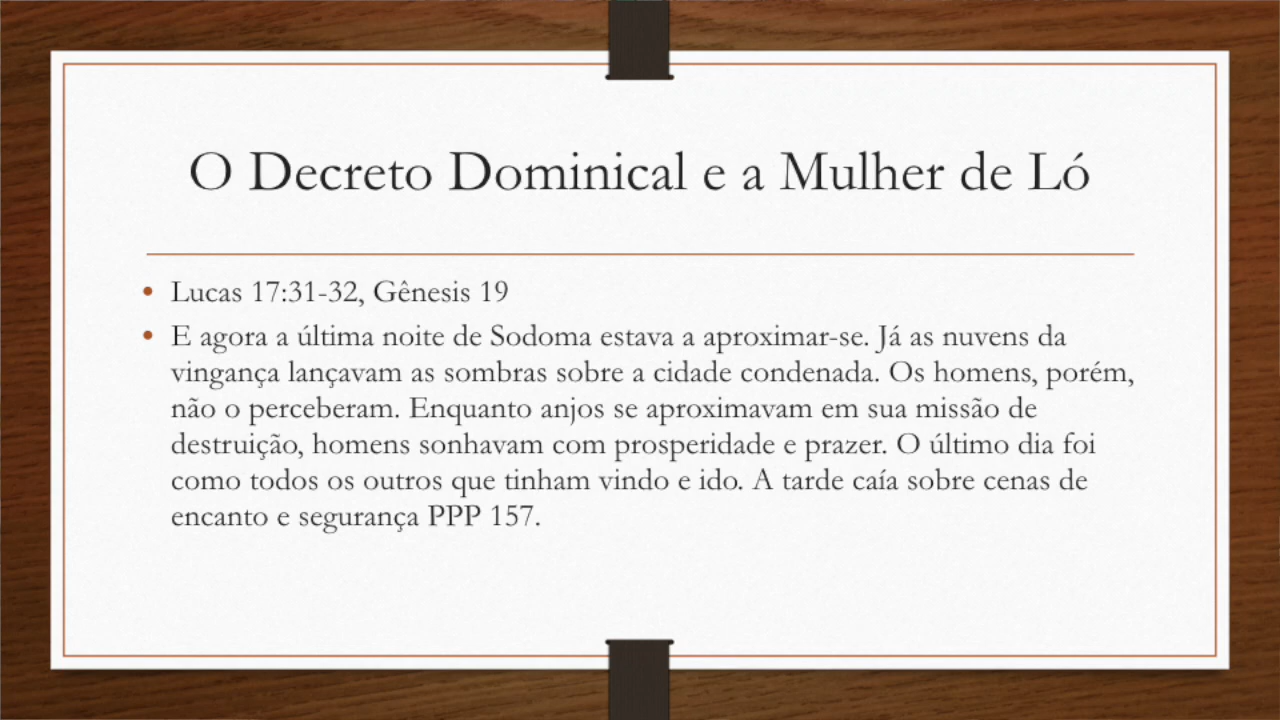 O Decreto Dominical e a Mulher de Ló
• Lucas 17:31-32, Gênesis 19
• E agora a última noite de Sodoma estava a aproximar-se. Já as nuvens da
vingança lançavam as sombras sobre a cidade condenada. Os homens, porém,
não o perceberam. Enquanto anjos se aproximavam em sua missão de
destruição, homens sonhavam com prosperidade e prazer. O último dia foi
como todos os outros que tinham vindo e ido. A tarde caía sobre cenas de
encanto e segurança PPP 157.